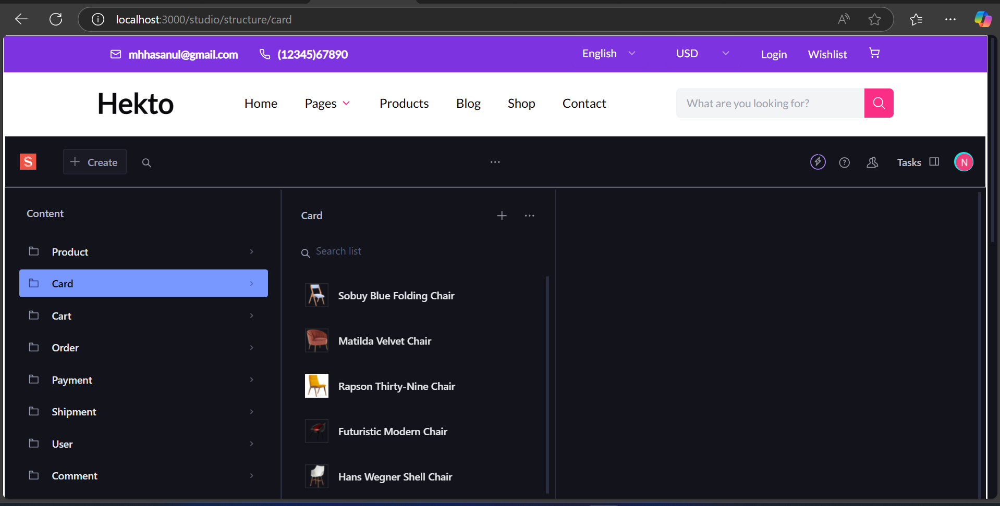 localhost:3000/studio/structure/card
mhhasanul@gmail.com (12345)67890 English USD Login Wishlist
Hekto Home Pages Products Blog Shop Contact What are you looking for?
S Create Tasks N
Content
Product
Card
Cart
Order
Payment
Shipment
User
Comment
Card
Search list
Sobuy Blue Folding Chair
Matilda Velvet Chair
Rapson Thirty-Nine Chair
Futuristic Modern Chair
Hans Wegner Shell Chair